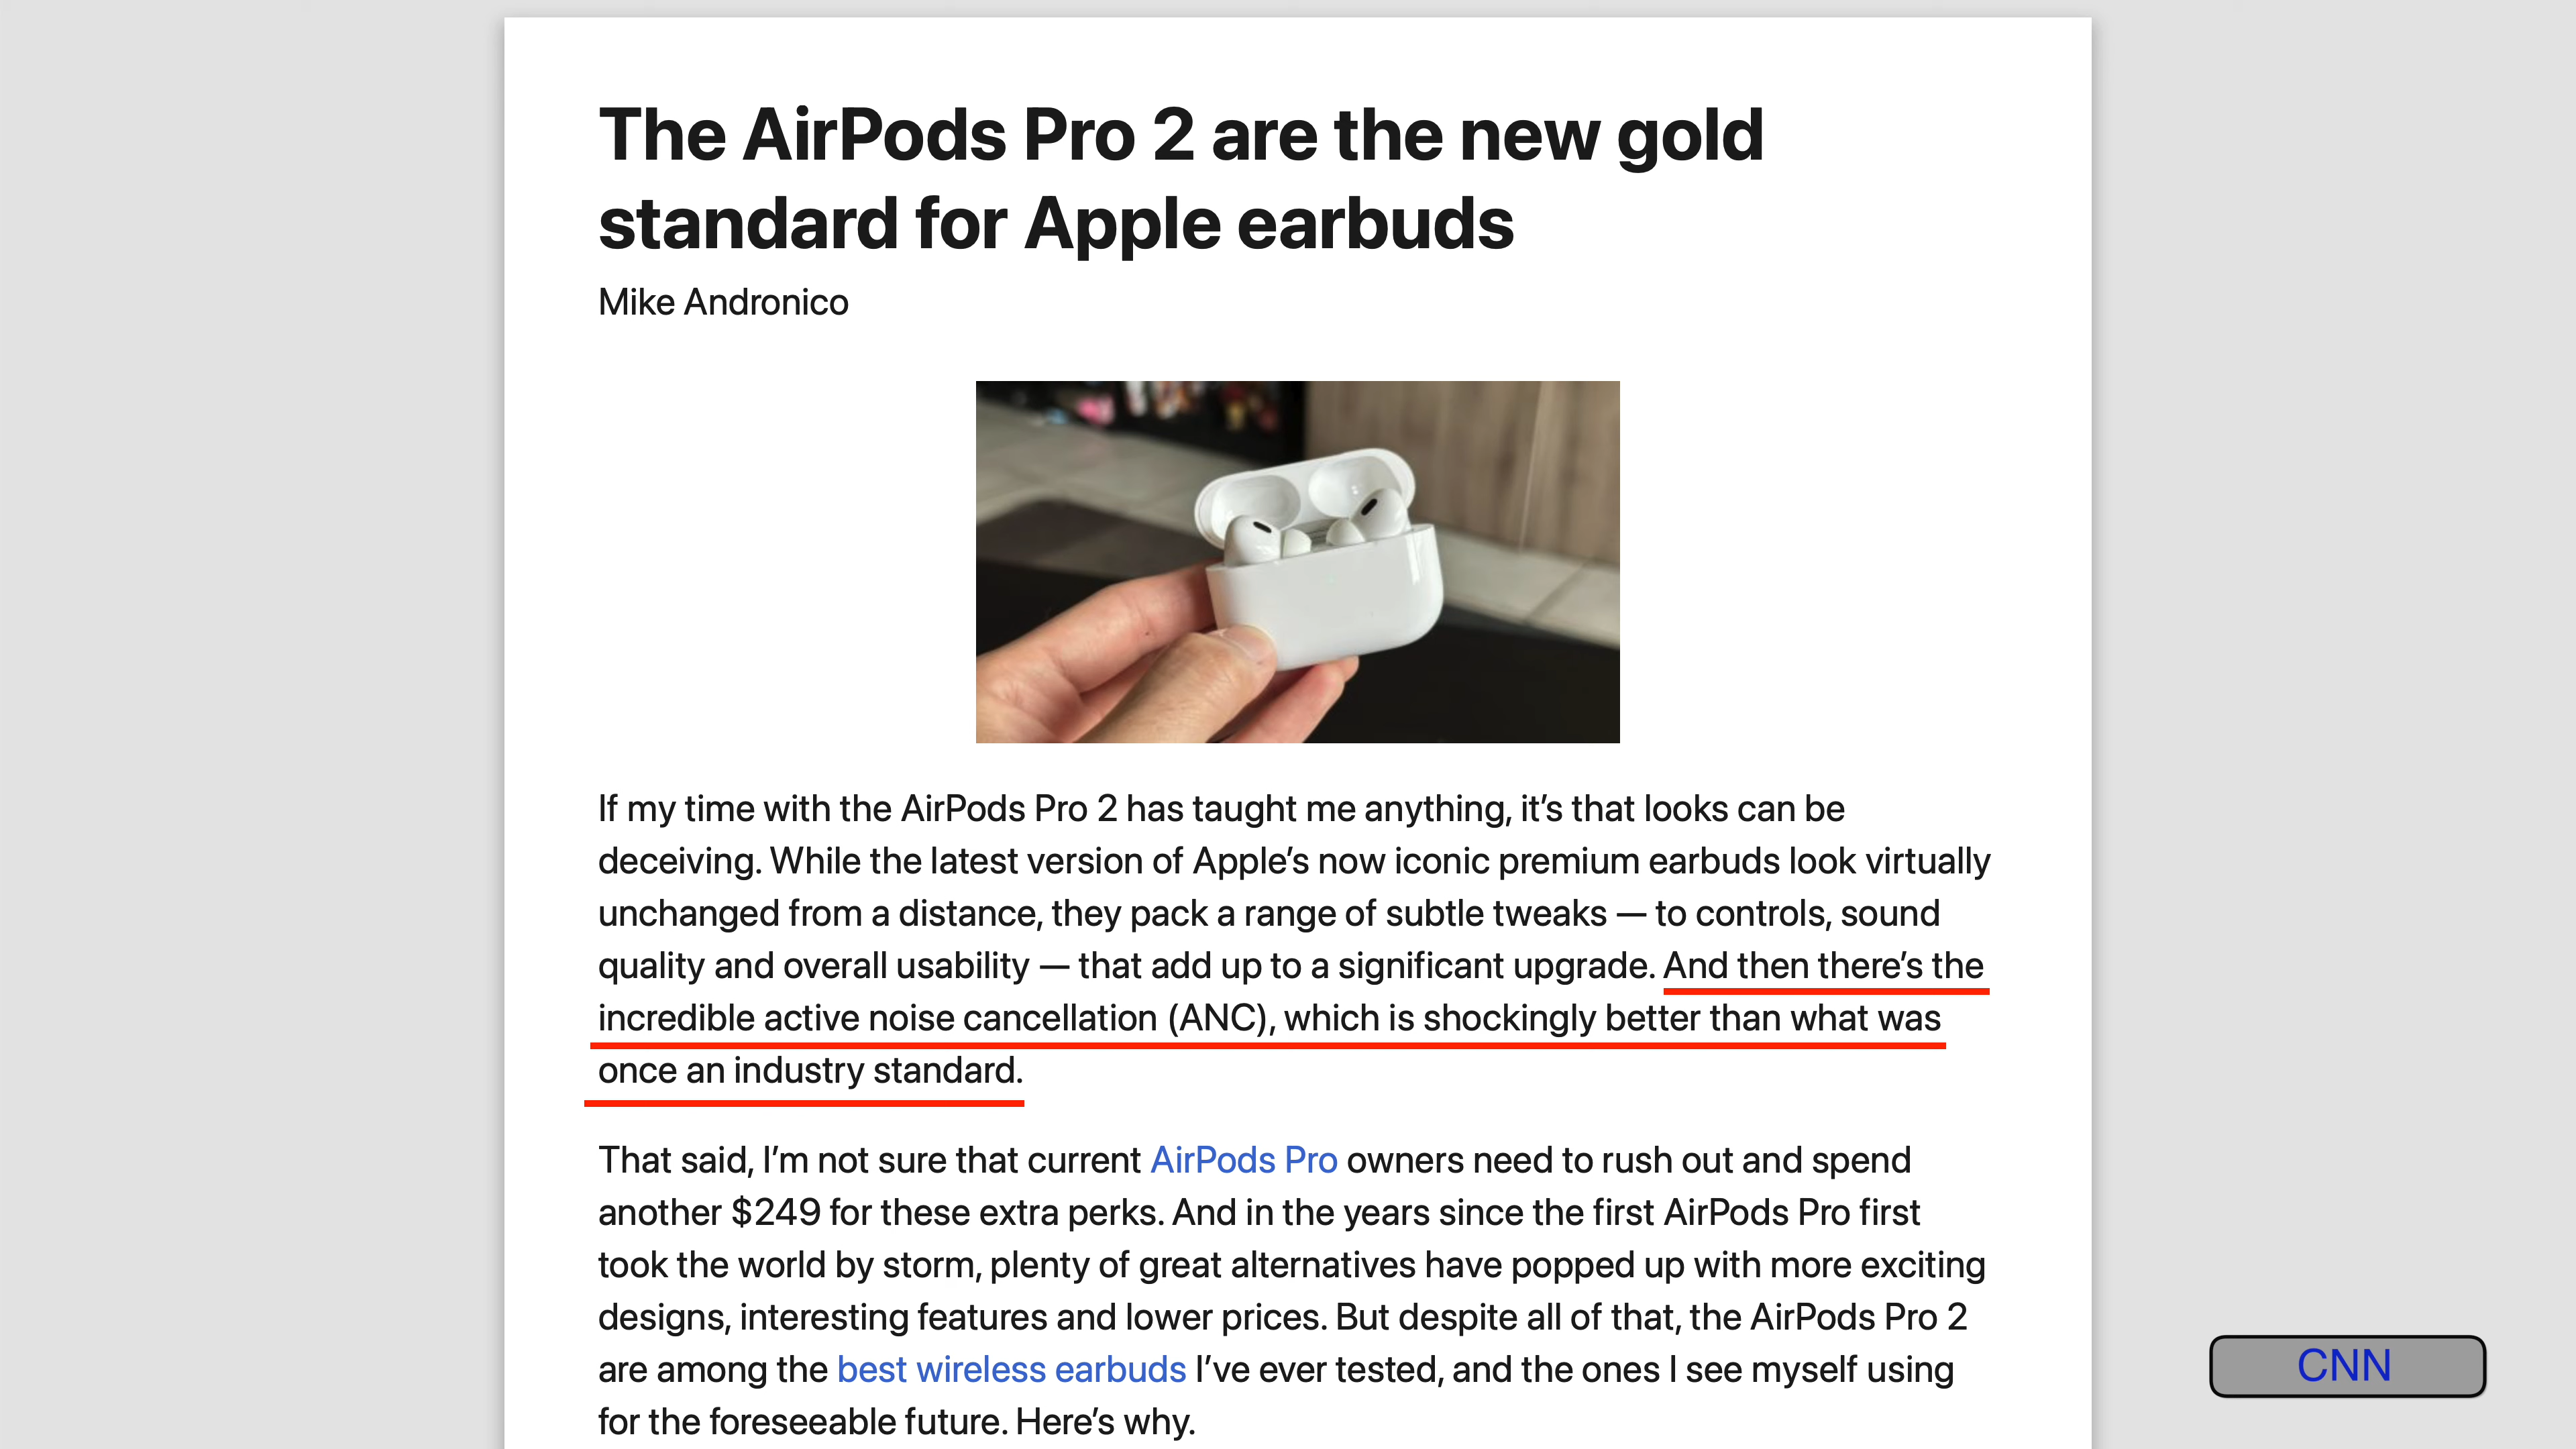 The AirPods Pro 2 are the new gold
standard for Apple earbuds
Mike Andronico
If my time with the AirPods Pro 2 has taught me anything, it’s that looks can be
deceiving. While the latest version of Apple’s now iconic premium earbuds look virtually
unchanged from a distance, they pack a range of subtle tweaks — to controls, sound
quality and overall usability — that add up to a significant upgrade. And then there’s the
incredible active noise cancellation (ANC), which is shockingly better than what was
once an industry standard.
That said, I’m not sure that current AirPods Pro owners need to rush out and spend
another $249 for these extra perks. And in the years since the first AirPods Pro first
took the world by storm, plenty of great alternatives have popped up with more exciting
designs, interesting features and lower prices. But despite all of that, the AirPods Pro 2
are among the best wireless earbuds I’ve ever tested, and the ones I see myself using
for the foreseeable future. Here’s why.
CNN